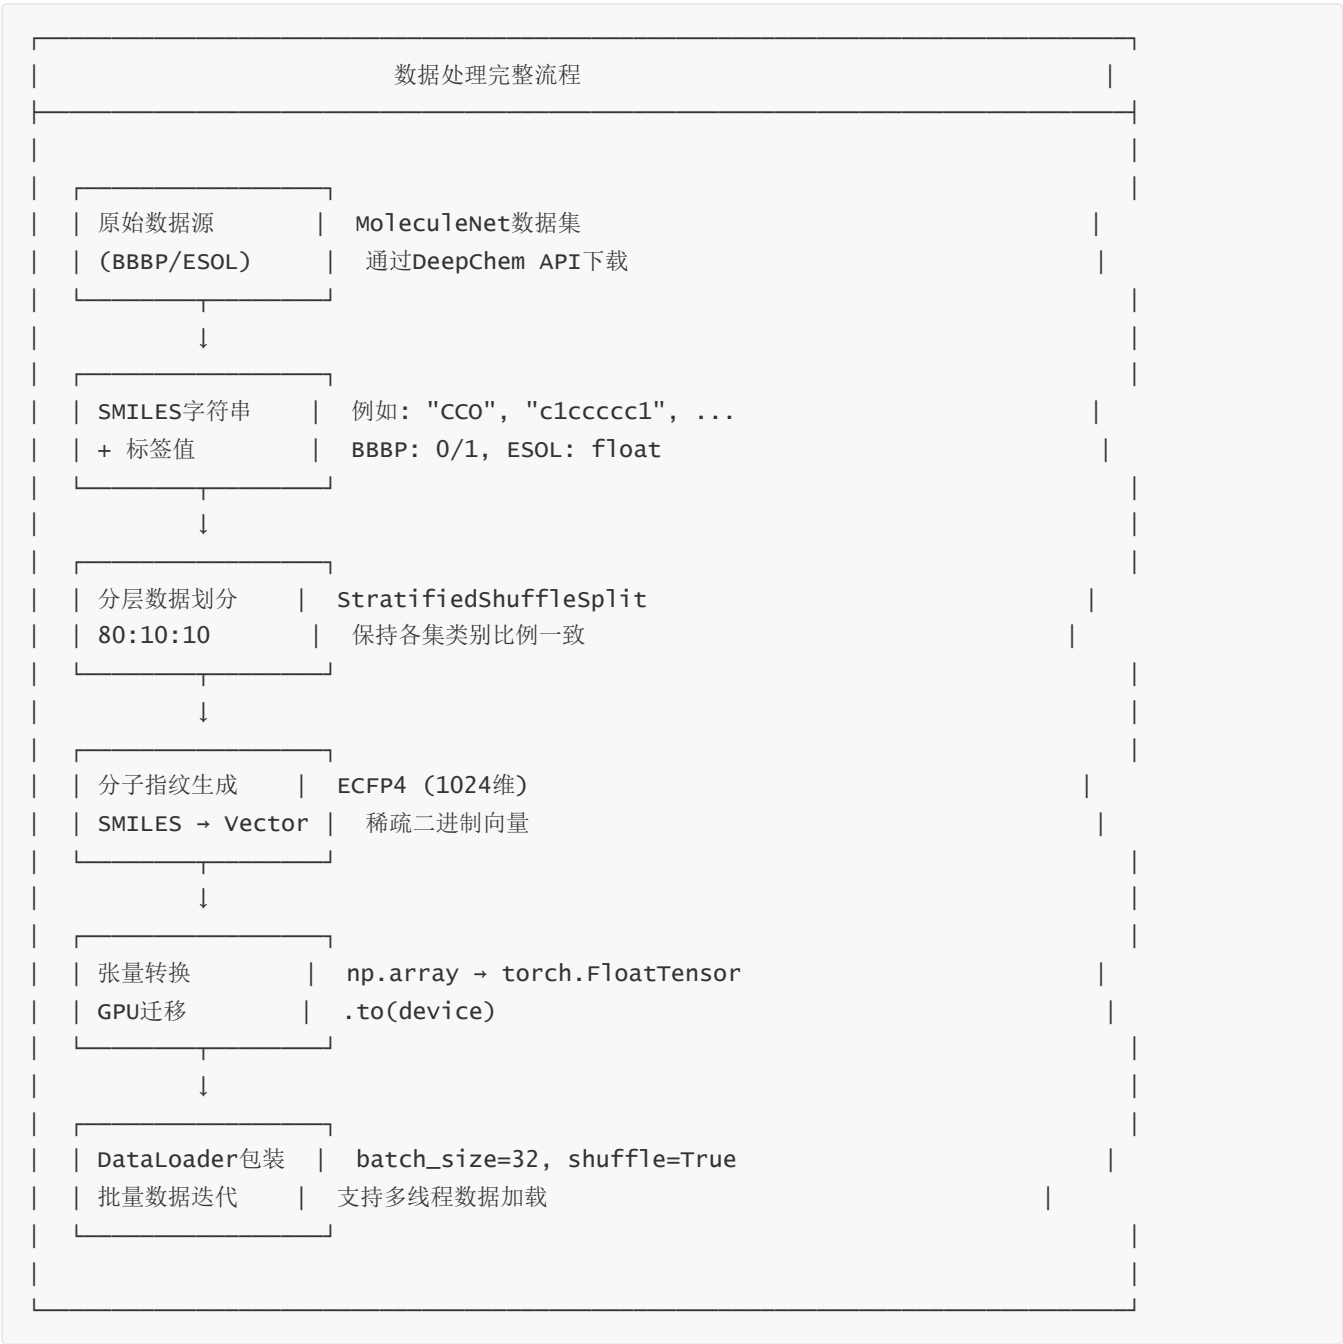 数据处理完整流程
原始数据源 MoleculeNet数据集
(BBBP/ESOL) 通过DeepChem API下载
↓
SMILES字符串 例如: "CCO", "c1ccccc1", ...
+ 标签值 BBBP: 0/1, ESOL: float
↓
分层数据划分 StratifiedShuffleSplit
80:10:10 保持各集类别比例一致
↓
分子指纹生成 ECFP4 (1024维)
SMILES → Vector 稀疏二进制向量
↓
张量转换 np.array → torch.FloatTensor
GPU迁移 .to(device)
↓
DataLoader包装 batch_size=32, shuffle=True
批量数据迭代 支持多线程数据加载